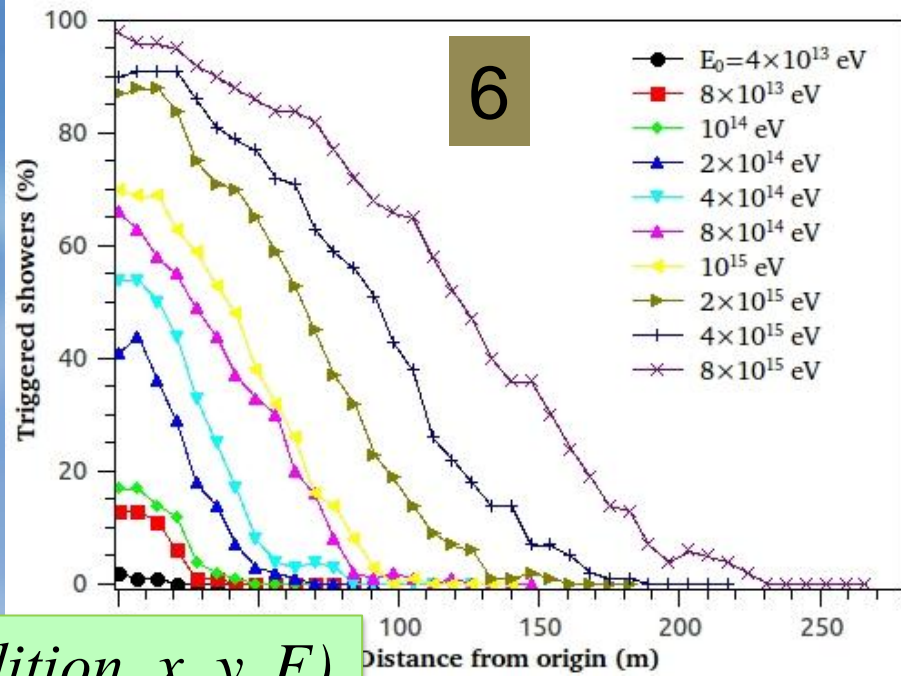 100
80
60
40
20
0
Triggered showers (%)
6
E₀=4×10¹³ eV
8×10¹³ eV
10¹⁴ eV
2×10¹⁴ eV
4×10¹⁴ eV
8×10¹⁴ eV
10¹⁵ eV
2×10¹⁵ eV
4×10¹⁵ eV
8×10¹⁵ eV
100 150 200 250
Distance from origin (m)
x, y, E)